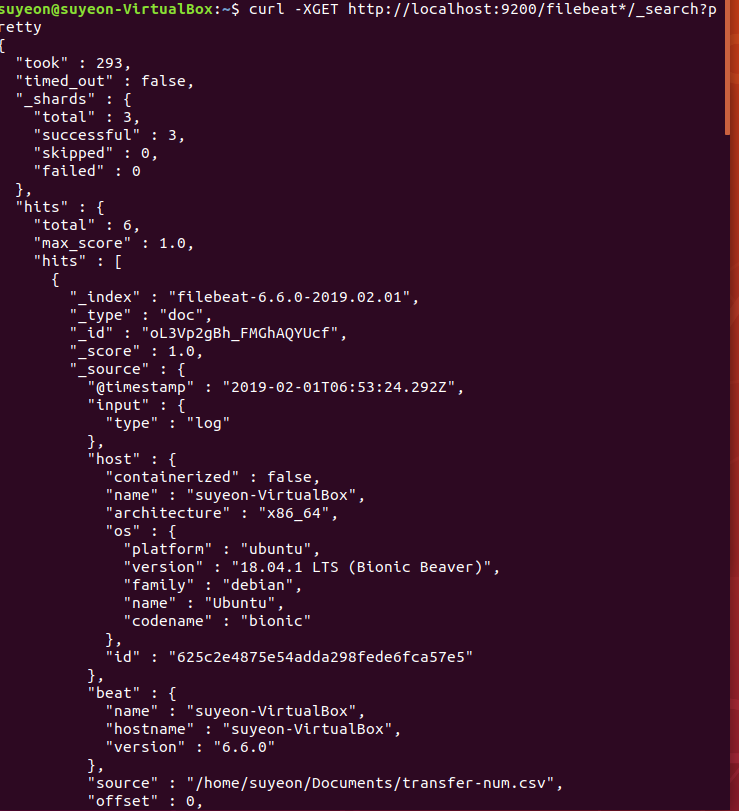 suyeon@suyeon-VirtualBox:~$ curl -XGET http://localhost:9200/filebeat*/_search?p
retty
{
  "took" : 293,
  "timed_out" : false,
  "_shards" : {
    "total" : 3,
    "successful" : 3,
    "skipped" : 0,
    "failed" : 0
  },
  "hits" : {
    "total" : 6,
    "max_score" : 1.0,
    "hits" : [
      {
        "_index" : "filebeat-6.6.0-2019.02.01",
        "_type" : "doc",
        "_id" : "oL3Vp2gBh_FMGhAQYUcf",
        "_score" : 1.0,
        "_source" : {
          "@timestamp" : "2019-02-01T06:53:24.292Z",
          "input" : {
            "type" : "log"
          },
          "host" : {
            "containerized" : false,
            "name" : "suyeon-VirtualBox",
            "architecture" : "x86_64",
            "os" : {
              "platform" : "ubuntu",
              "version" : "18.04.1 LTS (Bionic Beaver)",
              "family" : "debian",
              "name" : "Ubuntu",
              "codename" : "bionic"
            },
            "id" : "625c2e4875e54adda298fede6fca57e5"
          },
          "beat" : {
            "name" : "suyeon-VirtualBox",
            "hostname" : "suyeon-VirtualBox",
            "version" : "6.6.0"
          },
          "source" : "/home/suyeon/Documents/transfer-num.csv",
          "offset" : 0,